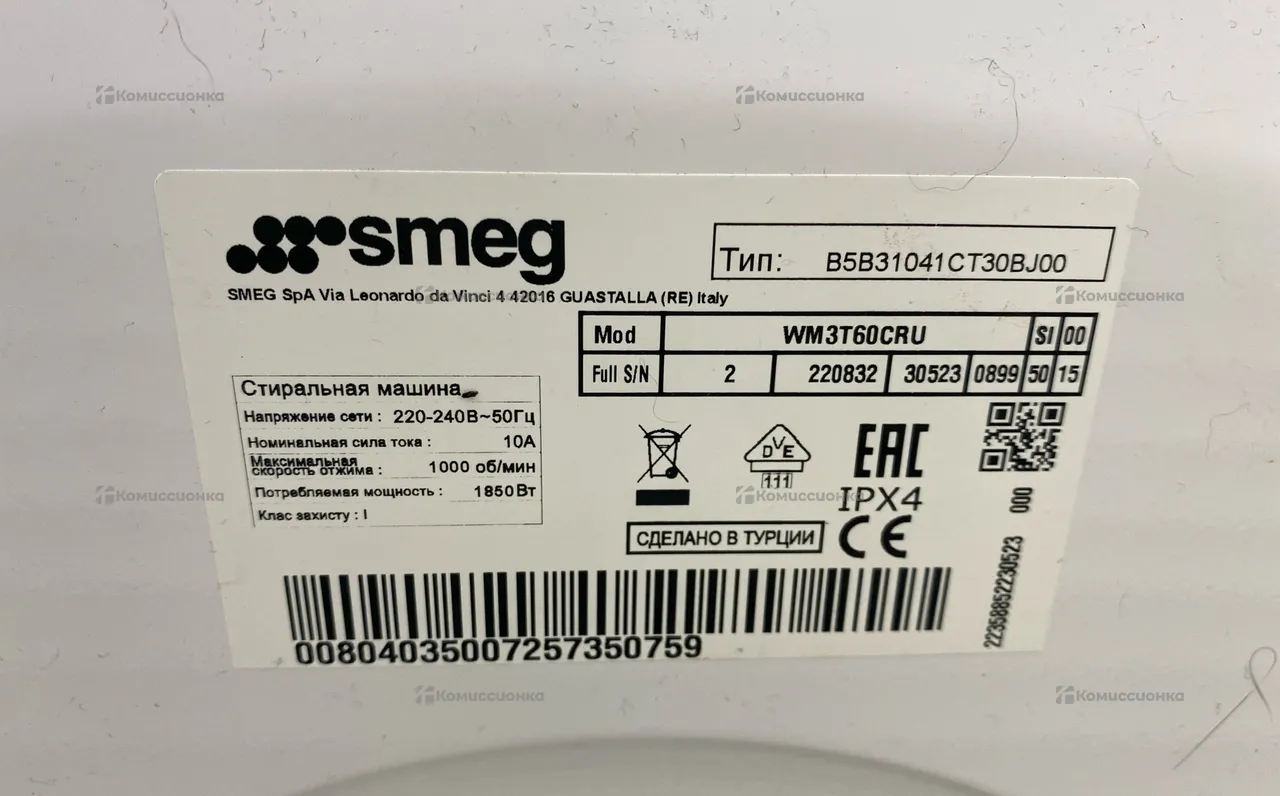 Комиссионка Комиссионка
smeg
Тип: B5B31041CT30BJ00
SMEG SpA Via Leonardo da Vinci 4 42016 GUASTALLA (RE) Italy
Комиссионка Комиссионка
Mod WM3T60CRU SI 00
Full S/N 2 220832 30523 0899 50 15
Стиральная машина
Напряжение сети : 220-240В~50Гц
Номинальная сила тока : 10А
Максимальная
скорость отжима : 1000 об/мин
Потребляемая мощность : 1850Вт
Клас захисту : I
DVE
111
EAC
IPX4
Комиссионка Комиссионка
СДЕЛАНО В ТУРЦИИ
CE
000
22358852230523
00804035007257350759
Комиссионка Комиссионка